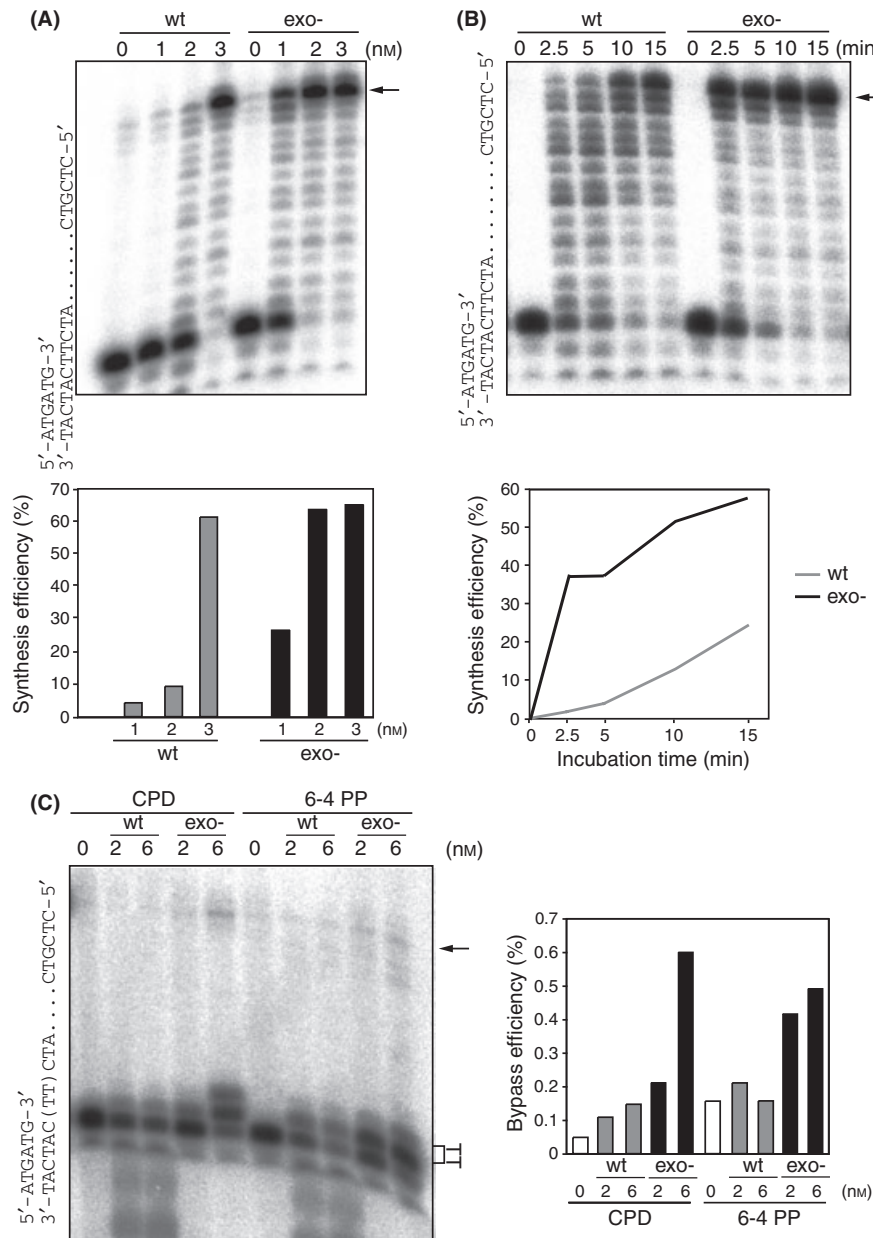 (A)
wt
exo-
0 1 2 3 0 1 2 3 (nM)
5′-ATGATG-3′
3′-TACTACTTCTA.......CTGCTC-5′
Synthesis efficiency (%)
70
60
50
40
30
20
10
0
1 2 3 1 2 3 (nM)
wt
exo-
(B)
wt
exo-
0 2.5 5 10 15 0 2.5 5 10 15 (min
5′-ATGATG-3′
3′-TACTACTTCTA.........CTGCTC-5′
Synthesis efficiency (%)
60
50
40
30
20
10
0
0 2.5 5 10 15
Incubation time (min)
wt
exo-
(C)
CPD
6-4 PP
wt exo- wt exo-
0 2 6 2 6 0 2 6 2 6 (nM)
5′-ATGATG-3′
3′-TACTAC(TT)CTA.....CTGCTC-5′
TT
Bypass efficiency (%)
0.7
0.6
0.5
0.4
0.3
0.2
0.1
0
wt exo- wt exo-
0 2 6 2 6 0 2 6 2 6 (nM)
CPD
6-4 PP